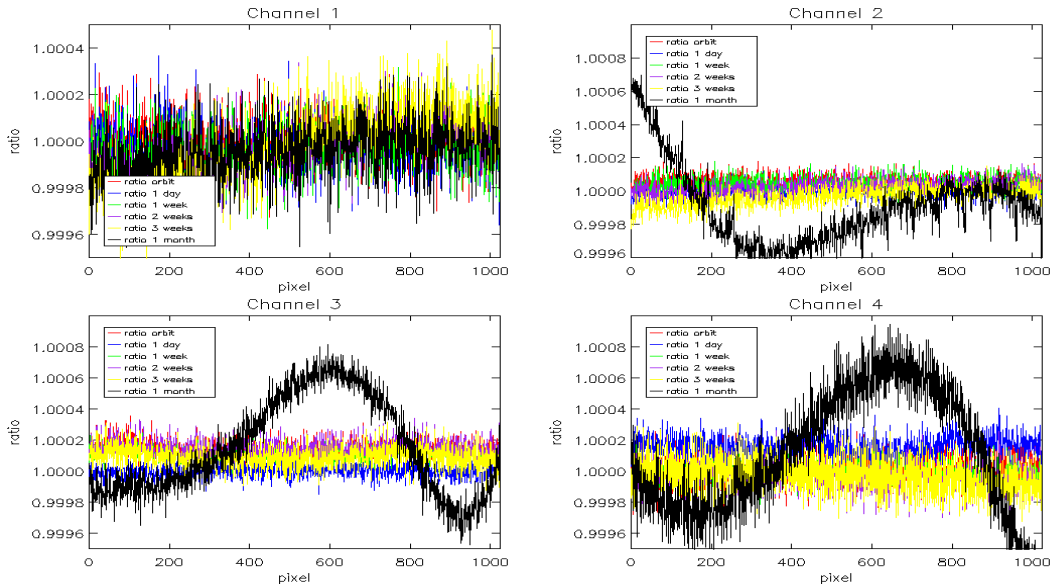 Channel 1
1.0004
1.0002
1.0000
0.9998
0.9996
ratio
ratio orbit
ratio 1 day
ratio 1 week
ratio 2 weeks
ratio 3 weeks
ratio 1 month
0 200 400 600 800 1000
pixel
Channel 2
1.0008
1.0006
1.0004
1.0002
1.0000
0.9998
0.9996
ratio
ratio orbit
ratio 1 day
ratio 1 week
ratio 2 weeks
ratio 3 weeks
ratio 1 month
0 200 400 600 800 1000
pixel
Channel 3
1.0008
1.0006
1.0004
1.0002
1.0000
0.9998
0.9996
ratio
ratio orbit
ratio 1 day
ratio 1 week
ratio 2 weeks
ratio 3 weeks
ratio 1 month
0 200 400 600 800 1000
pixel
Channel 4
1.0008
1.0006
1.0004
1.0002
1.0000
0.9998
0.9996
ratio
ratio orbit
ratio 1 day
ratio 1 week
ratio 2 weeks
ratio 3 weeks
ratio 1 month
0 200 400 600 800 1000
pixel